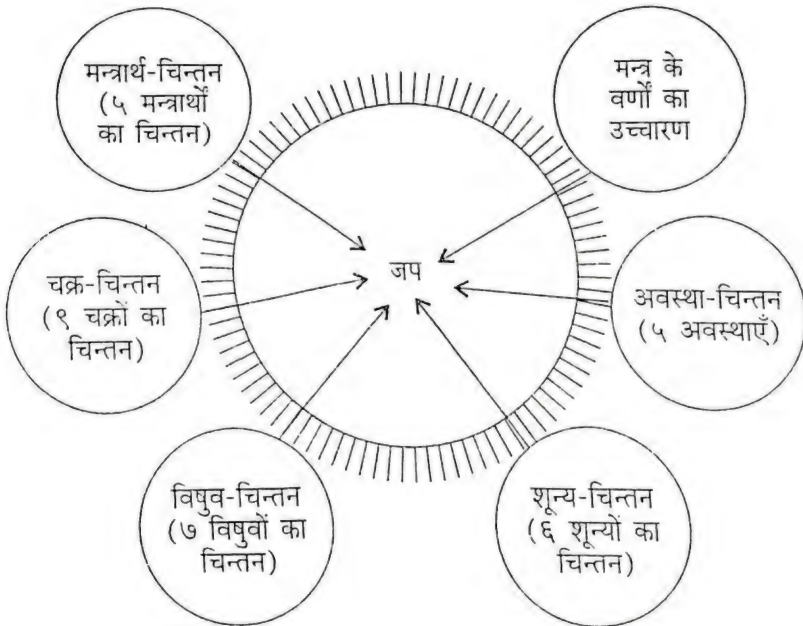 मन्त्रार्थ-चिन्तन
(५ मन्त्रार्थों
का चिन्तन)
मन्त्र के
वर्णों का
उच्चारण
चक्र-चिन्तन
(९ चक्रों का
चिन्तन)
जप
अवस्था-चिन्तन
(५ अवस्थाएँ)
विषुव-चिन्तन
(७ विषुवों का
चिन्तन)
शून्य-चिन्तन
(६ शून्यों का
चिन्तन)